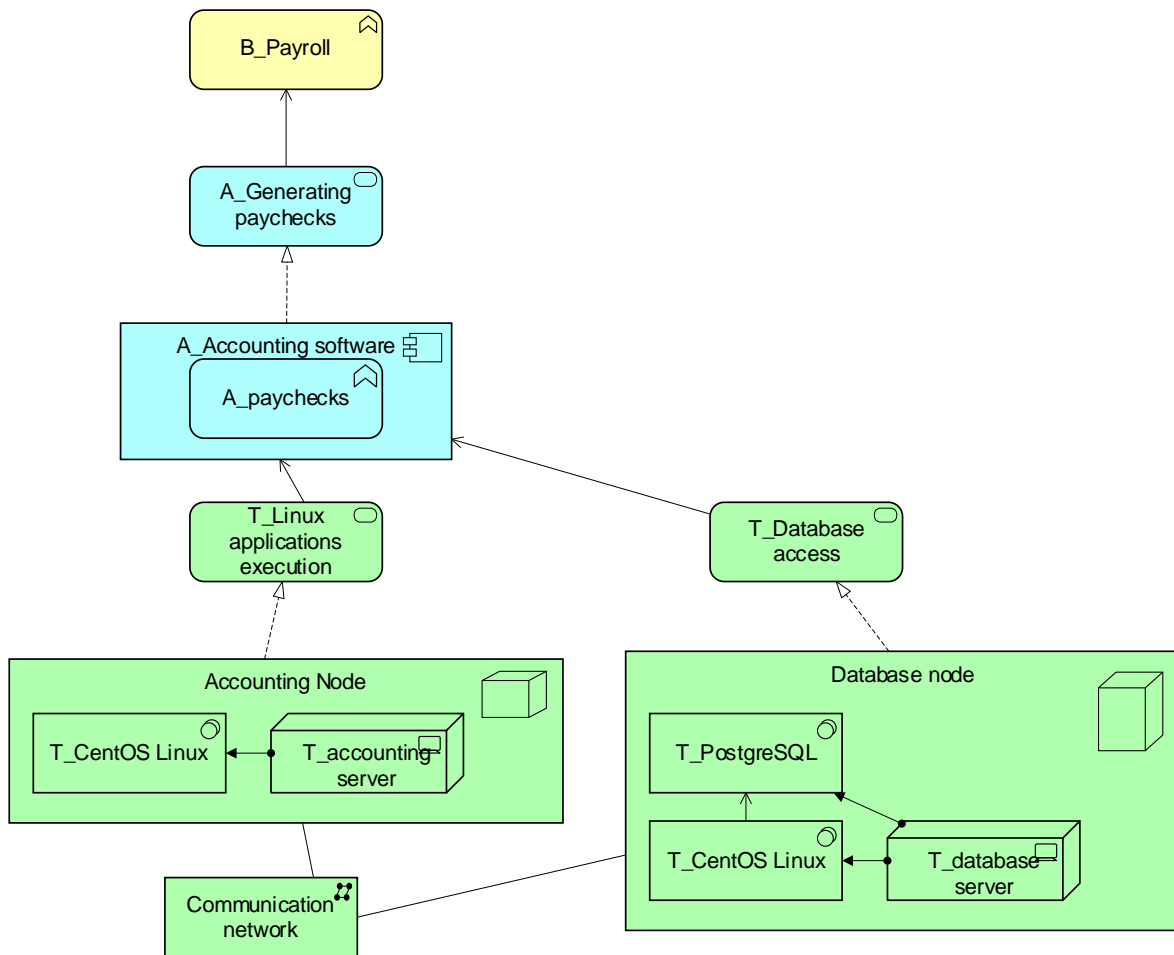 B_Payroll
A_Generating
paychecks
A_Accounting software
A_paychecks
T_Linux
applications
execution
T_Database
access
Accounting Node
T_CentOS Linux
T_accounting
server
Database node
T_PostgreSQL
T_CentOS Linux
T_database
server
Communication
network